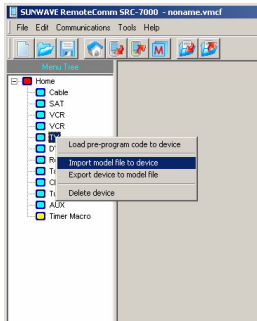 SUNWAVE RemoteComm SRC-7000 - noname.vmcf
File Edit Communications Tools Help
M
Menu Tree
Home
Cable
SAT
VCR
VCR
TV
Load pre-program code to device
Import model file to device
Export device to model file
Delete device
AUX
Timer Macro